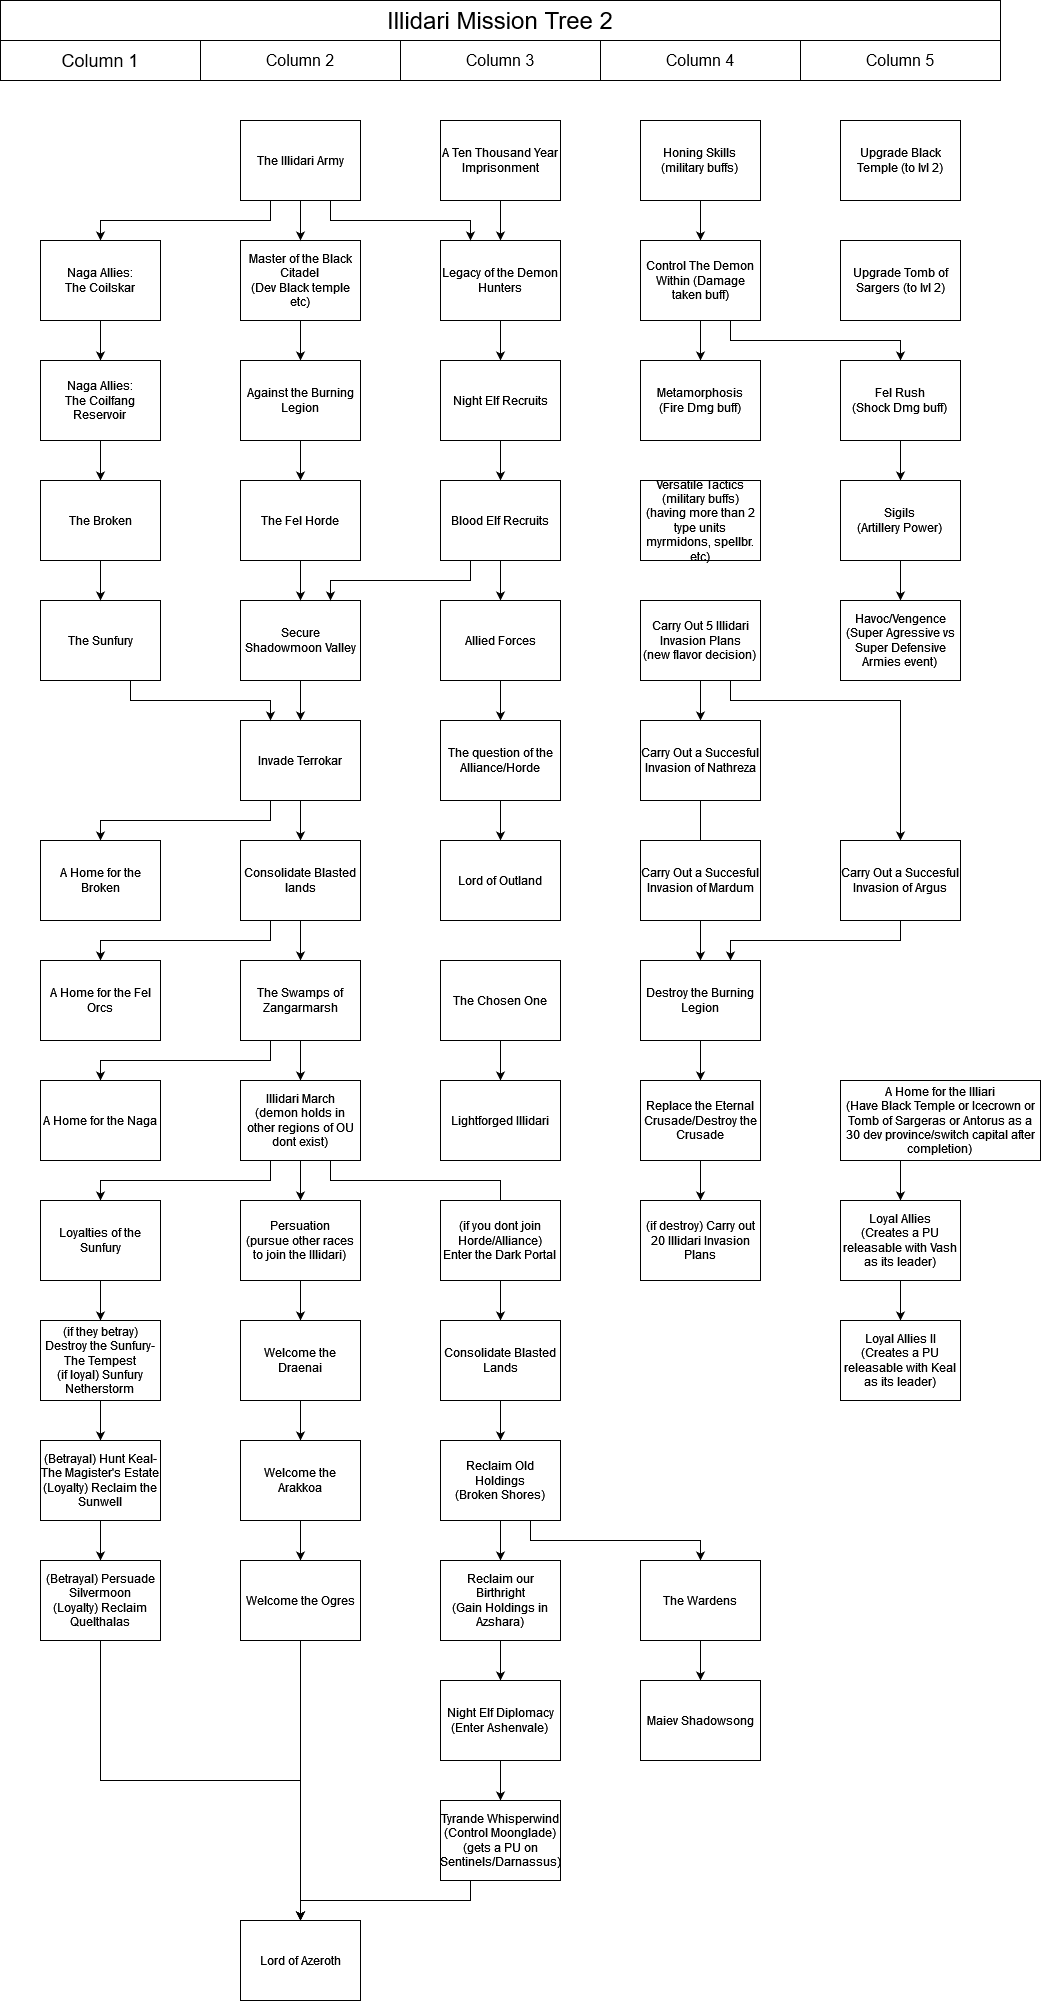 Illidari Mission Tree 2
Column 1
Column 2
Column 3
Column 4
Column 5
The Illidari Army
A Ten Thousand Year
Imprisonment
Honing Skills
(military buffs)
Upgrade Black
Temple (to lvl 2)
Naga Allies:
The Coilskar
Master of the Black
Citadel
(Dev Black temple
etc)
Legacy of the Demon
Hunters
Control The Demon
Within (Damage
taken buff)
Upgrade Tomb of
Sargers (to lvl 2)
Naga Allies:
The Coilfang
Reservoir
Against the Burning
Legion
Night Elf Recruits
Metamorphosis
(Fire Dmg buff)
Fel Rush
(Shock Dmg buff)
The Broken
The Fel Horde
Blood Elf Recruits
Versatile Tactics
(military buffs)
(having more than 2
type units
myrmidons, spellbr.
etc)
Sigils
(Artillery Power)
The Sunfury
Secure
Shadowmoon Valley
Allied Forces
Carry Out 5 Illidari
Invasion Plans
(new flavor decision)
Havoc/Vengence
(Super Agressive vs
Super Defensive
Armies event)
Invade Terrokar
The question of the
Alliance/Horde
Carry Out a Succesful
Invasion of Nathreza
A Home for the
Broken
Consolidate Blasted
lands
Lord of Outland
Carry Out a Succesful
Invasion of Mardum
Carry Out a Succesful
Invasion of Argus
A Home for the Fel
Orcs
The Swamps of
Zangarmarsh
The Chosen One
Destroy the Burning
Legion
A Home for the Naga
Illidari March
(demon holds in
other regions of OU
dont exist)
Lightforged Illidari
Replace the Eternal
Crusade/Destroy the
Crusade
A Home for the Illiari
(Have Black Temple or Icecrown or
Tomb of Sargeras or Antorus as a
30 dev province/switch capital after
completion)
Loyalties of the
Sunfury
Persuation
(pursue other races
to join the Illidari)
(if you dont join
Horde/Alliance)
Enter the Dark Portal
(if destroy) Carry out
20 Illidari Invasion
Plans
Loyal Allies
(Creates a PU
releasable with Vash
as its leader)
(if they betray)
Destroy the Sunfury-
The Tempest
(if loyal) Sunfury
Netherstorm
Welcome the
Draenai
Consolidate Blasted
Lands
Loyal Allies II
(Creates a PU
releasable with Keal
as its leader)
(Betrayal) Hunt Keal-
The Magister's Estate
(Loyalty) Reclaim the
Sunwell
Welcome the
Arakkoa
Reclaim Old
Holdings
(Broken Shores)
(Betrayal) Persuade
Silvermoon
(Loyalty) Reclaim
Quelthalas
Welcome the Ogres
Reclaim our
Birthright
(Gain Holdings in
Azshara)
The Wardens
Night Elf Diplomacy
(Enter Ashenvale)
Maiev Shadowsong
Tyrande Whisperwind
(Control Moonglade)
(gets a PU on
Sentinels/Darnassus)
Lord of Azeroth